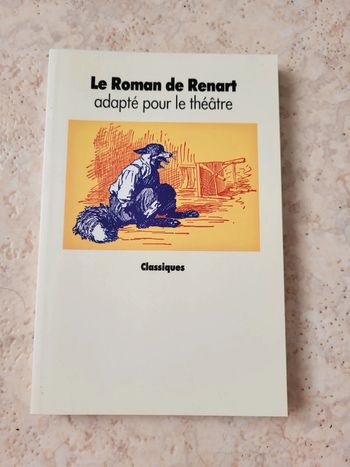 Le Roman de Renart
adapté pour le théâtre
Classiques